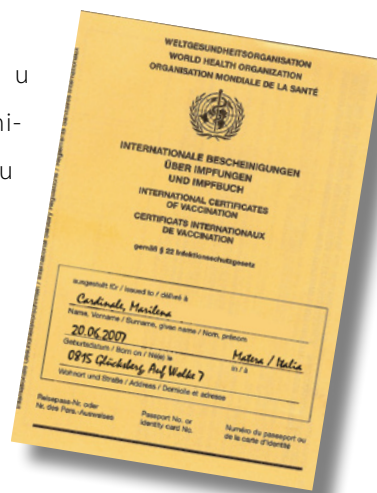 u
ni-
u
WELTGESUNDHEITSORGANISATION
WORLD HEALTH ORGANIZATION
ORGANISATION MONDIALE DE LA SANTÉ
INTERNATIONALE BESCHEINIGUNGEN
ÜBER IMPFUNGEN
UND IMPFBUCH
INTERNATIONAL CERTIFICATES
OF VACCINATION
CERTIFICATS INTERNATIONAUX
DE VACCINATION
gemäß § 22 Infektionsschutzgesetz
ausgestellt für / issued to / délivré à
Cardinale, Marilena
Name, Vorname / Surname, given name / Nom, prénom
20.06.2007 Matera / Italia
Geburtsdatum / Born on / Né(e) le in / à
0815 Glücksberg Auf Wolke 7
Wohnort und Straße / Address / Domicile et adresse
Reisepass-Nr. oder Passport No. or Numéro du passeport ou
Nr. des Pers.-Ausweises Identity card No. de la carte d'identité